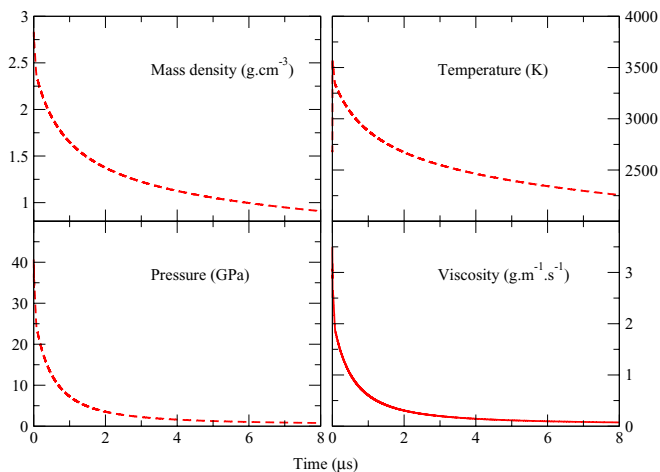 3
2.5
2
1.5
1
Mass density (g.cm⁻³)
Temperature (K)
4000
3500
3000
2500
40
30
20
10
0
Pressure (GPa)
Viscosity (g.m⁻¹.s⁻¹)
3
2
1
0
0 2 4 6 8
0 2 4 6 8
Time (μs)